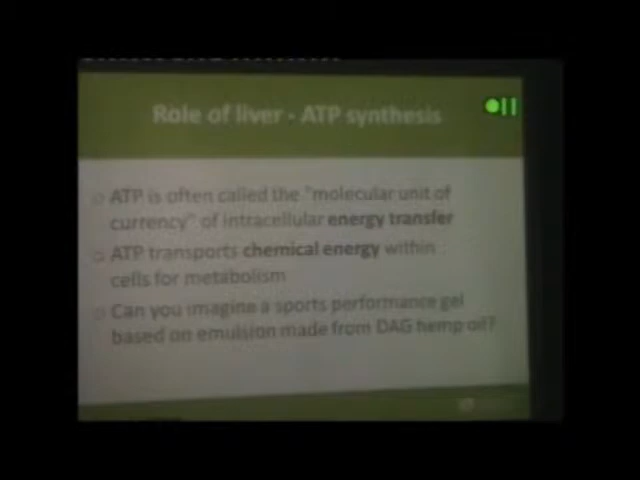 Role of liver - ATP synthesis
ATP is often called the "molecular unit of
currency" of intracellular energy transfer
ATP transports chemical energy within
cells for metabolism
Can you imagine a sports performance gel
based on emulsion made from DAG hemp oil?